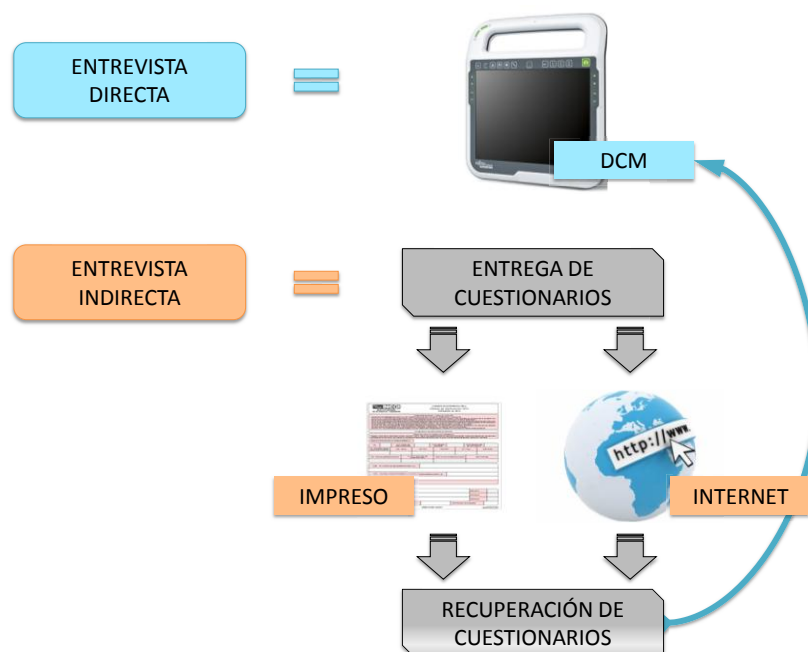 ENTREVISTA
DIRECTA
DCM
ENTREVISTA
INDIRECTA
ENTREGA DE
CUESTIONARIOS
http://www.
IMPRESO
INTERNET
RECUPERACIÓN DE
CUESTIONARIOS